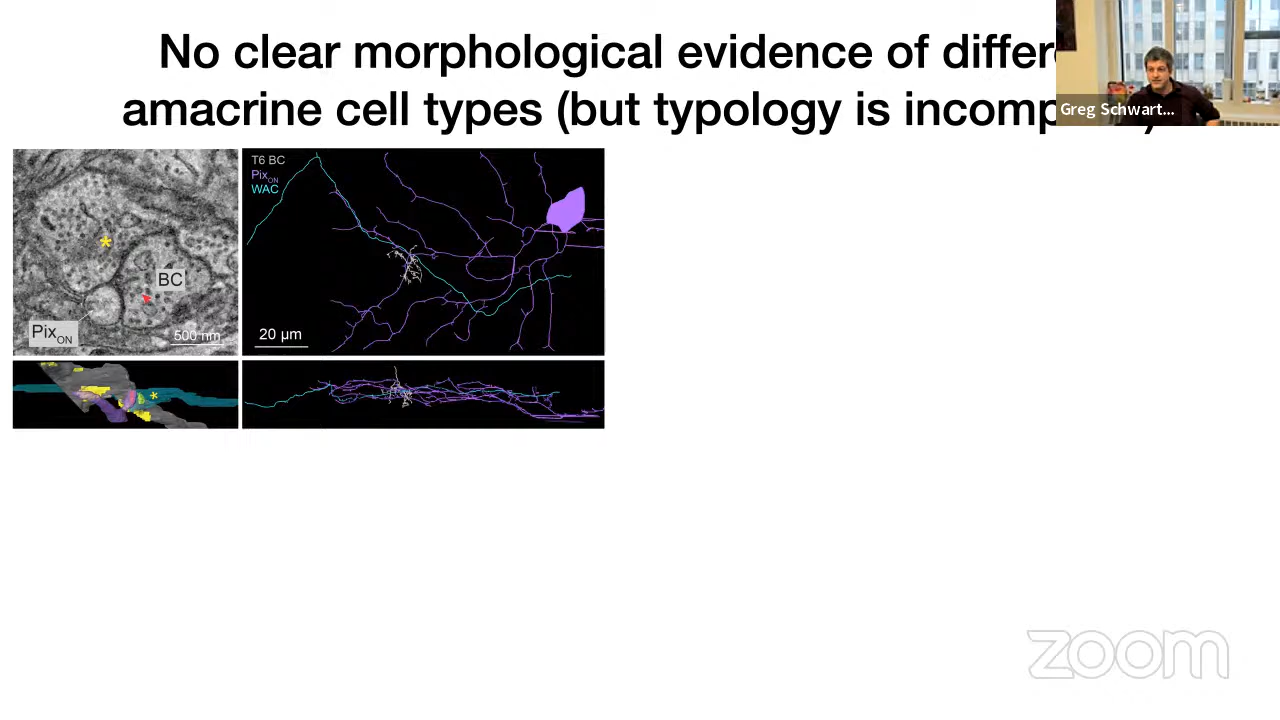 No clear morphological evidence of differe
amacrine cell types (but typology is incomp
Greg Schwart...
T6 BC
PixON
WAC
*
BC
PixON
500 nm
20 µm
*
zoom